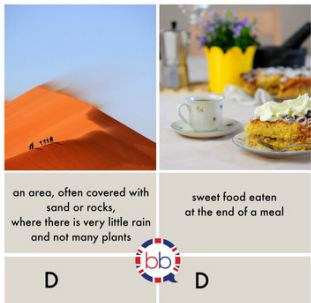 an area, often covered with
sand or rocks,
where there is very little rain
and not many plants
sweet food eaten
at the end of a meal
bb
D
D